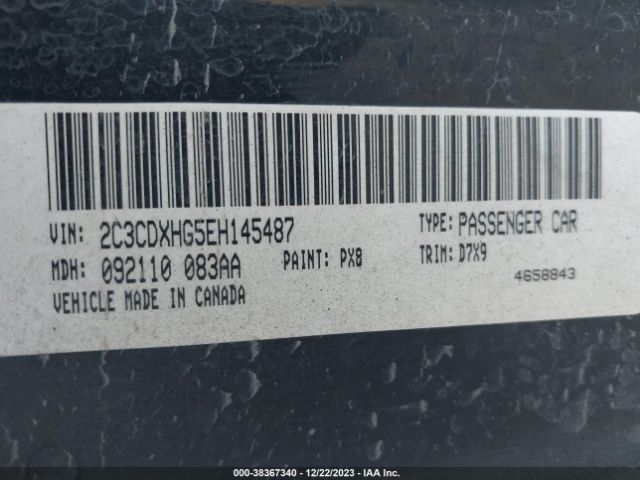 VIN: 2C3CDXHG5EH145487 TYPE: PASSENGER CAR
MDH: 092110 083AA PAINT: PX8 TRIM: D7X9
VEHICLE MADE IN CANADA 4658843
000-38367340 - 12/22/2023 - IAA Inc.